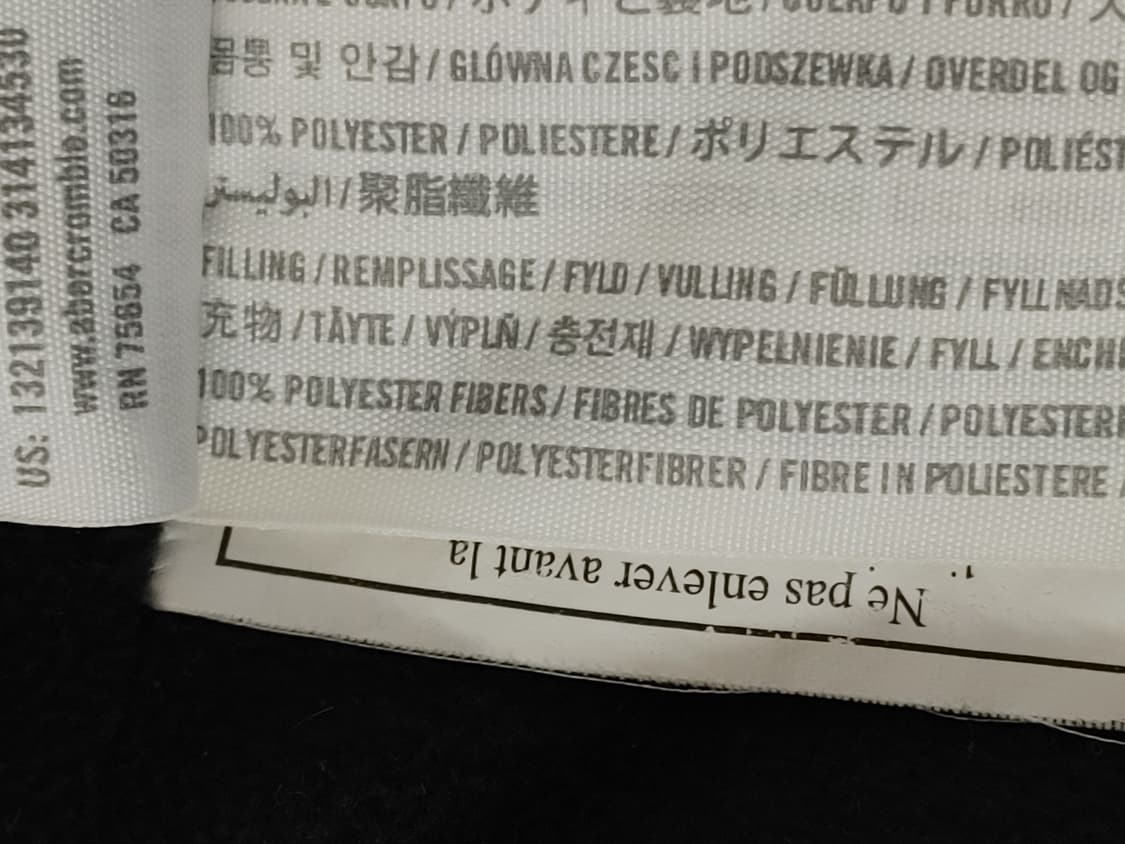 몸통 및 안감 / GLÓWNA CZESC I PODSZEWKA / OVERDEL OG
100% POLYESTER / POLIESTERE / ポリエステル / POLIÉST
البوليستر / 聚脂纖維
FILLING / REMPLISSAGE / FYLD / VULLING / FÜLLUNG / FYLLNADS
充物 / TÄYTE / VÝPLŇ / 충전재 / WYPEŁNIENIE / FYLL / ENCH
100% POLYESTER FIBERS / FIBRES DE POLYESTER / POLYESTER
POLYESTERFASERN / POLYESTERFIBRER / FIBRE IN POLIESTERE /
US: 132139140 3141134530
www.abercrombie.com
RN 75654 CA 50316
Ne pas enlever avant la